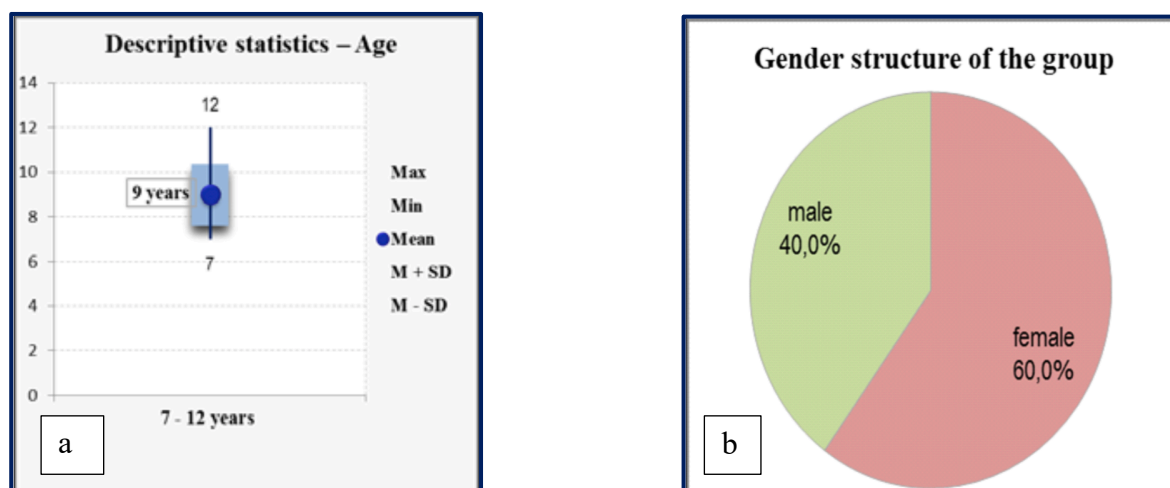 Descriptive statistics – Age
14
12
10
8
6
4
2
0
12
9 years
7
7 - 12 years
Max
Min
Mean
M + SD
M - SD
a
Gender structure of the group
male
40,0%
female
60,0%
b